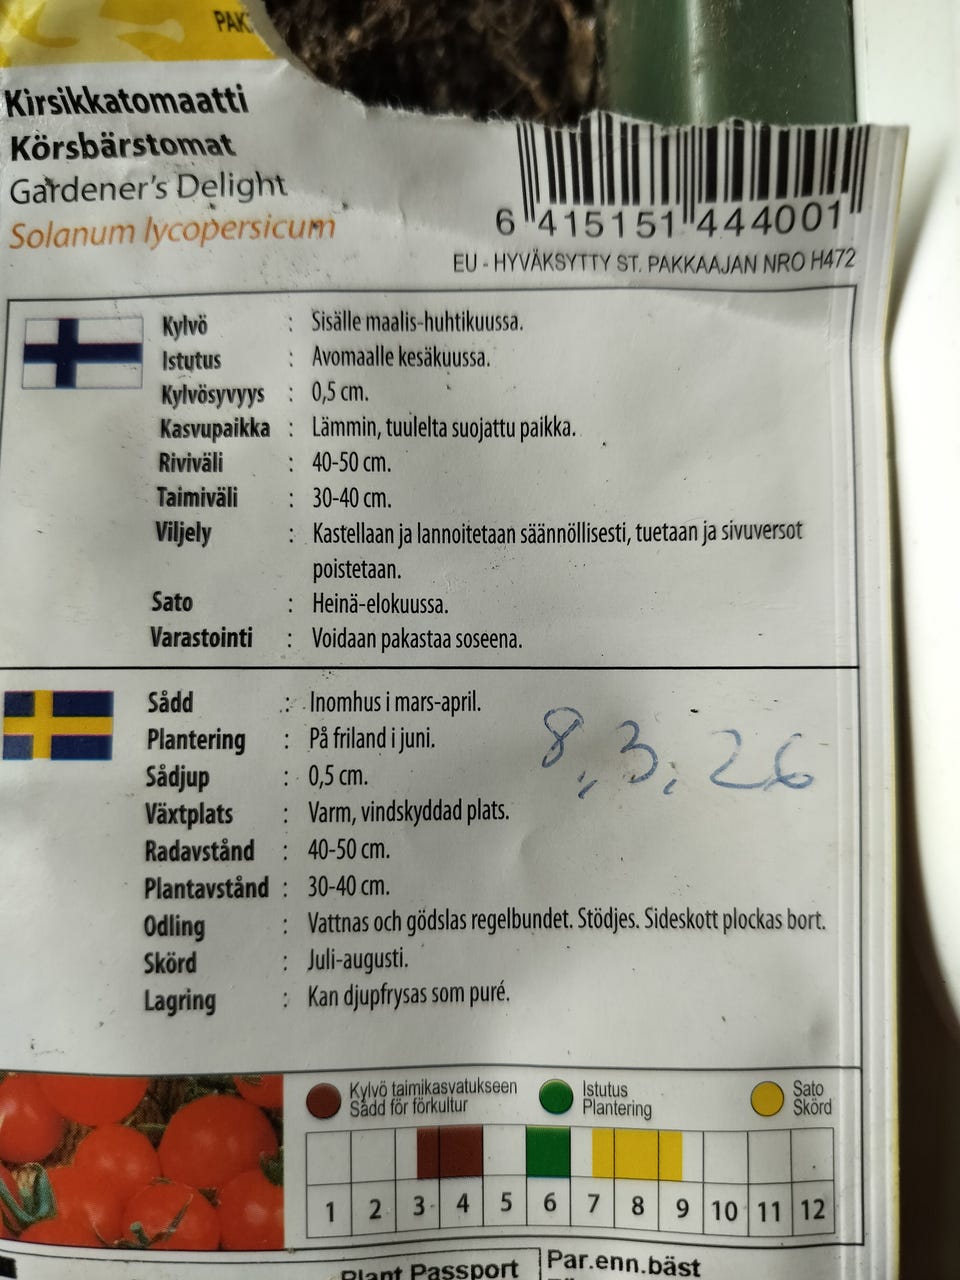 Kirsikkatomaatti
Körsbärstomat
Gardener's Delight
Solanum lycopersicum
6 415151 444001
EU - HYVÄKSYTTY ST. PAKKAAJAN NRO H472
Kylvö : Sisälle maalis-huhtikuussa.
Istutus : Avomaalle kesäkuussa.
Kylvösyvyys : 0,5 cm.
Kasvupaikka : Lämmin, tuulelta suojattu paikka.
Riviväli : 40-50 cm.
Taimiväli : 30-40 cm.
Viljely : Kastellaan ja lannoitetaan säännöllisesti, tuetaan ja sivuversot
poistetaan.
Sato : Heinä-elokuussa.
Varastointi : Voidaan pakastaa soseena.
Sådd : Inomhus i mars-april.
Plantering : På friland i juni.
8,3,26
Sådjup : 0,5 cm.
Växtplats : Varm, vindskyddad plats.
Radavstånd : 40-50 cm.
Plantavstånd : 30-40 cm.
Odling : Vattnas och gödslas regelbundet. Stödjes. Sideskott plockas bort.
Skörd : Juli-augusti.
Lagring : Kan djupfrysas som puré.
Kylvö taimikasvatukseen
Sådd för förkultur
Istutus
Plantering
Sato
Skörd
1 2 3 4 5 6 7 8 9 10 11 12
Plant Passport
Par.enn.bäst